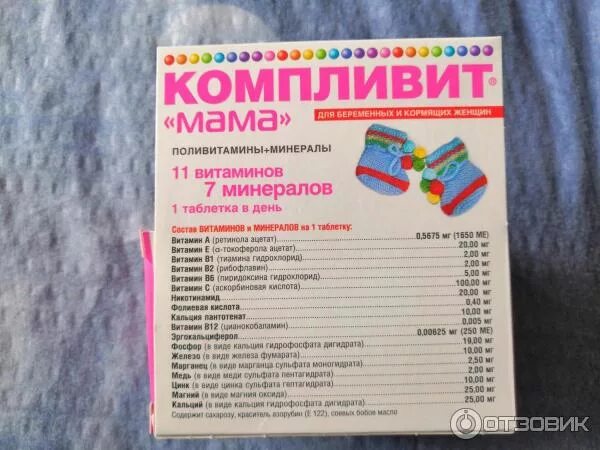 КОМПЛИВИТ®
«мама»
ДЛЯ БЕРЕМЕННЫХ И КОРМЯЩИХ ЖЕНЩИН
ПОЛИВИТАМИНЫ+МИНЕРАЛЫ
11 витаминов
7 минералов
1 таблетка в день
Состав ВИТАМИНОВ и МИНЕРАЛОВ на 1 таблетку:
Витамин А (ретинола ацетат) 0,5675 мг (1650 МЕ)
Витамин Е (α-токоферола ацетат) 20,00 мг
Витамин В1 (тиамина гидрохлорид) 2,00 мг
Витамин В2 (рибофлавин) 2,00 мг
Витамин В6 (пиридоксина гидрохлорид) 5,00 мг
Витамин С (аскорбиновая кислота) 100,00 мг
Никотинамид 20,00 мг
Фолиевая кислота 0,40 мг
Кальция пантотенат 10,00 мг
Витамин В12 (цианокобаламин) 0,005 мг
Эргокальциферол 0,00625 мг (250 МЕ)
Фосфор (в виде кальция гидрофосфата дигидрата) 19,00 мг
Железо (в виде железа фумарата) 10,00 мг
Марганец (в виде марганца сульфата моногидрата) 2,50 мг
Медь (в виде меди сульфата пентагидрата) 2,00 мг
Цинк (в виде цинка сульфата гептагидрата) 10,00 мг
Магний (в виде магния оксида) 25,00 мг
Кальций (в виде кальция гидрофосфата дигидрата) 25,00 мг
Содержит сахарозу, краситель азорубин (Е 122), соевых бобов масло
ОТЗОВИК